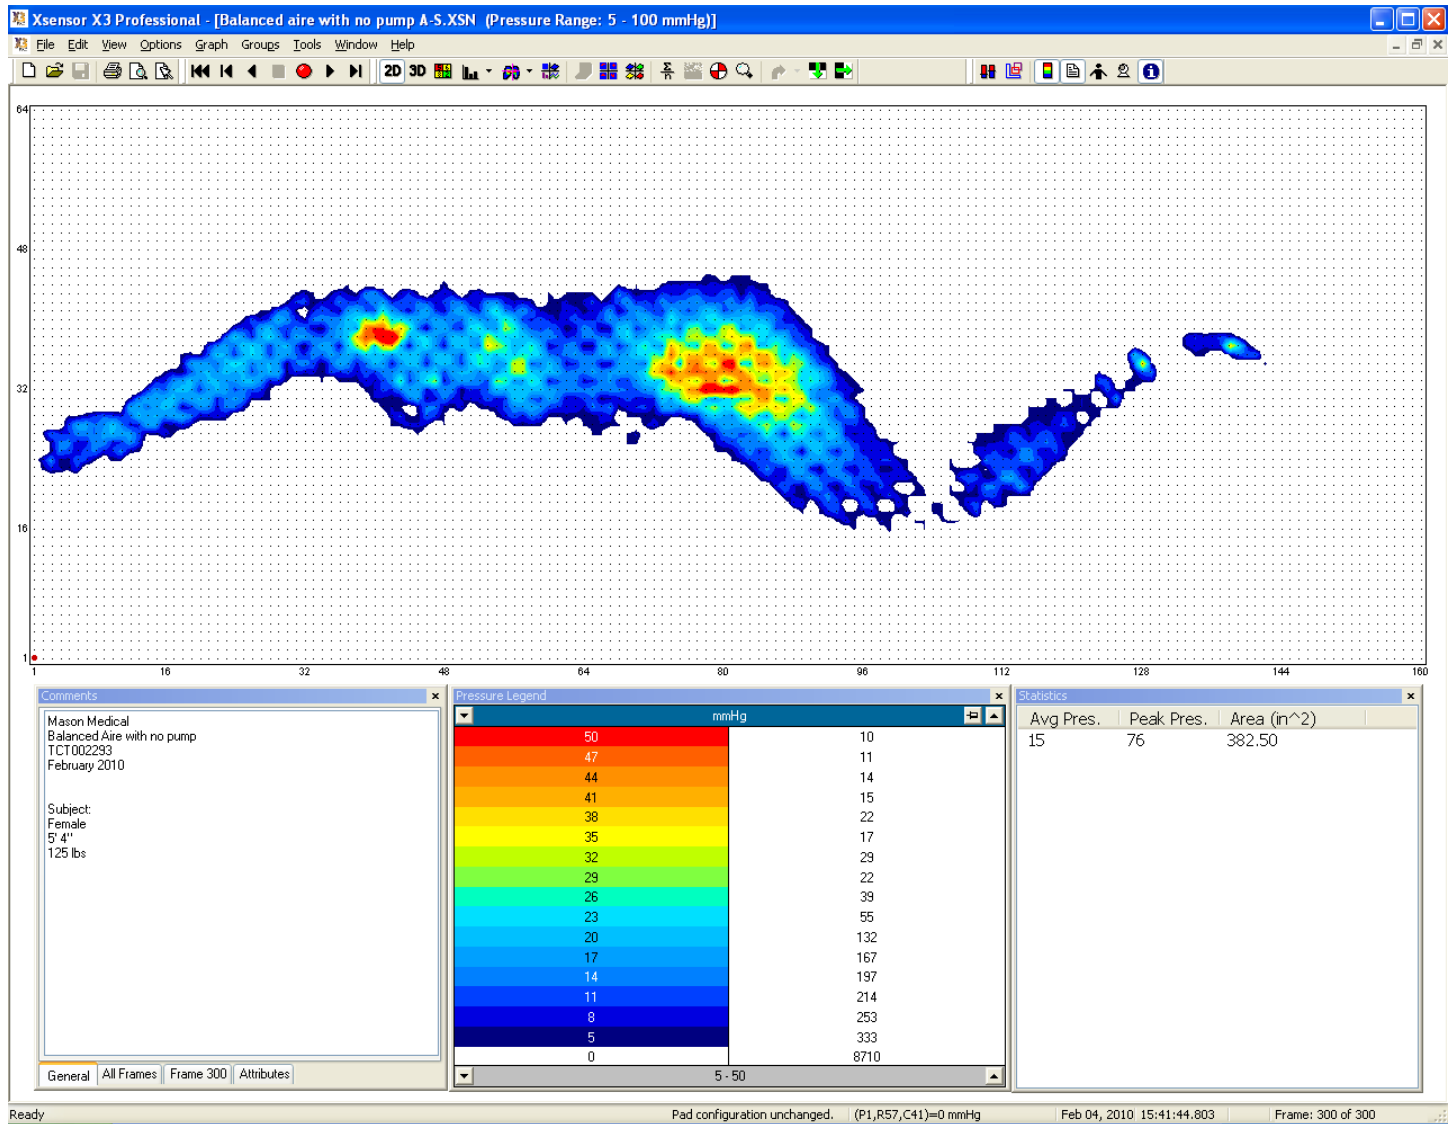 Xsensor X3 Professional - [Balanced aire with no pump A-S.XSN (Pressure Range: 5 - 100 mmHg)]
File Edit View Options Graph Groups Tools Window Help
2D 3D
64
48
32
16
1
1 16 32 48 64 80 96 112 128 144 160
Comments
Mason Medical
Balanced Aire with no pump
TCT002293
February 2010
Subject:
Female
5' 4''
125 lbs
General All Frames Frame 300 Attributes
Pressure Legend
mmHg
50 10
47 11
44 14
41 15
38 22
35 17
32 29
29 22
26 39
23 55
20 132
17 167
14 197
11 214
8 253
5 333
0 8710
5 - 50
Statistics
Avg Pres. Peak Pres. Area (in^2)
15 76 382.50
Ready Pad configuration unchanged. (P1,R57,C41)=0 mmHg Feb 04, 2010 15:41:44.803 Frame: 300 of 300